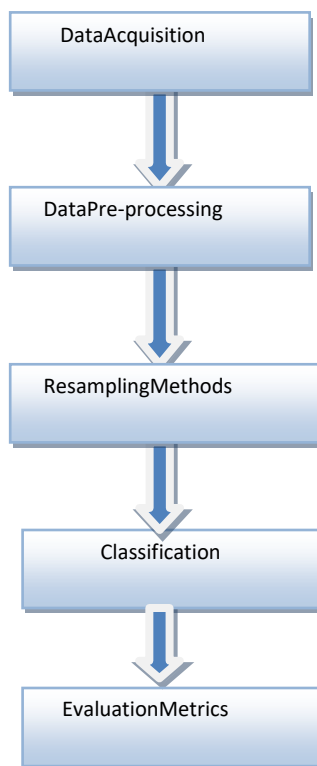 DataAcquisition
DataPre-processing
ResamplingMethods
Classification
EvaluationMetrics